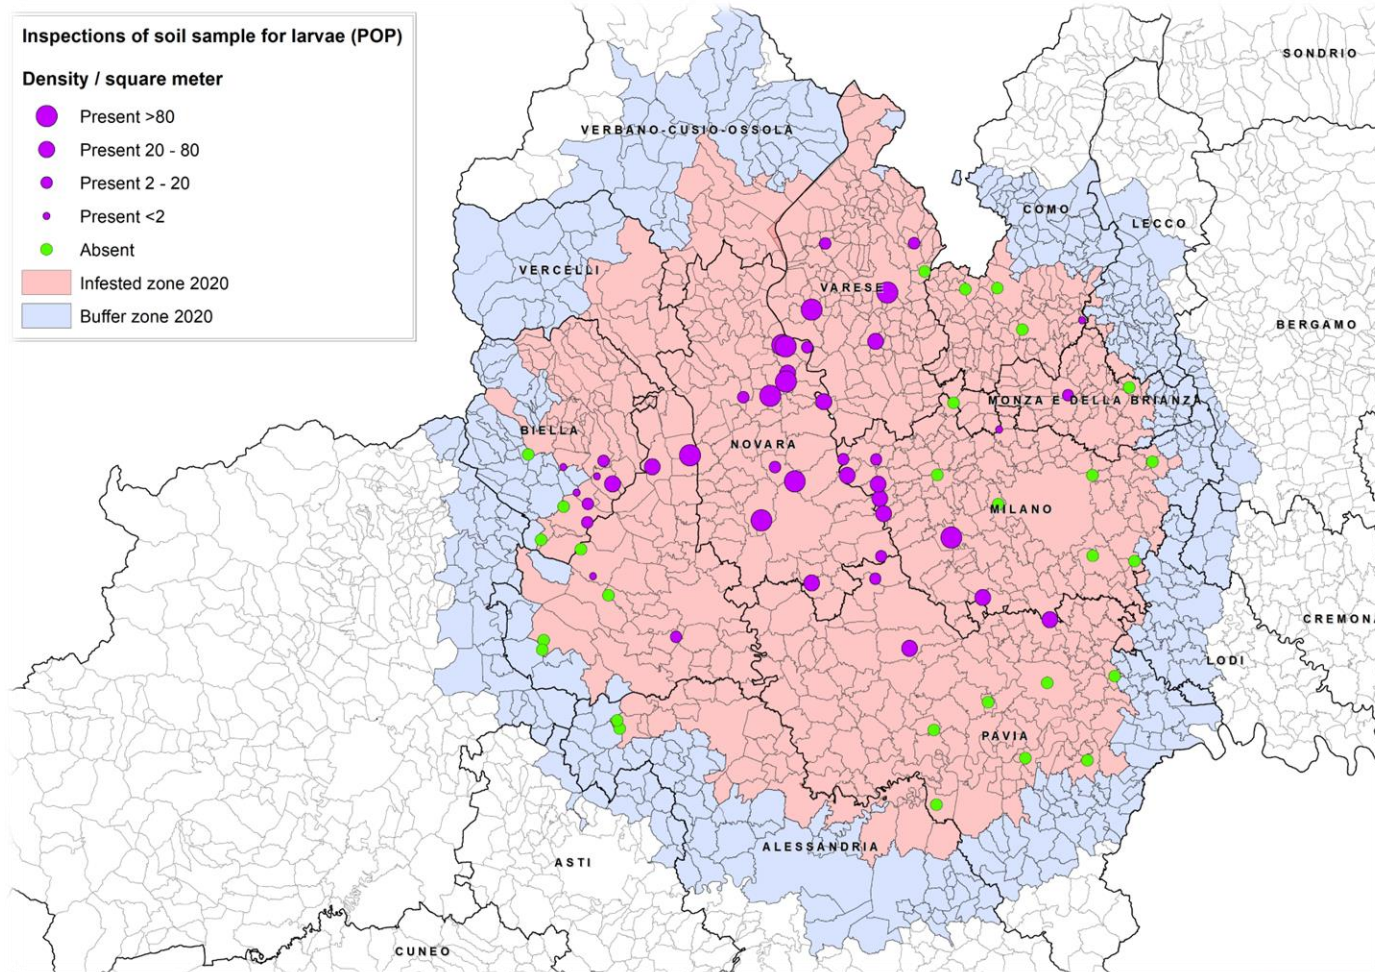 Inspections of soil sample for larvae (POP)
Density / square meter
Present >80
Present 20 - 80
Present 2 - 20
Present <2
Absent
Infested zone 2020
Buffer zone 2020
SONDRIO
VERBANO-CUSIO-OSSOLA
COMO
LECCO
VERCELLI
VARESE
BERGAMO
MONZA E DELLA BRIANZA
BIELLA
NOVARA
MILANO
CREMONA
LODI
PAVIA
ALESSANDRIA
ASTI
CUNEO